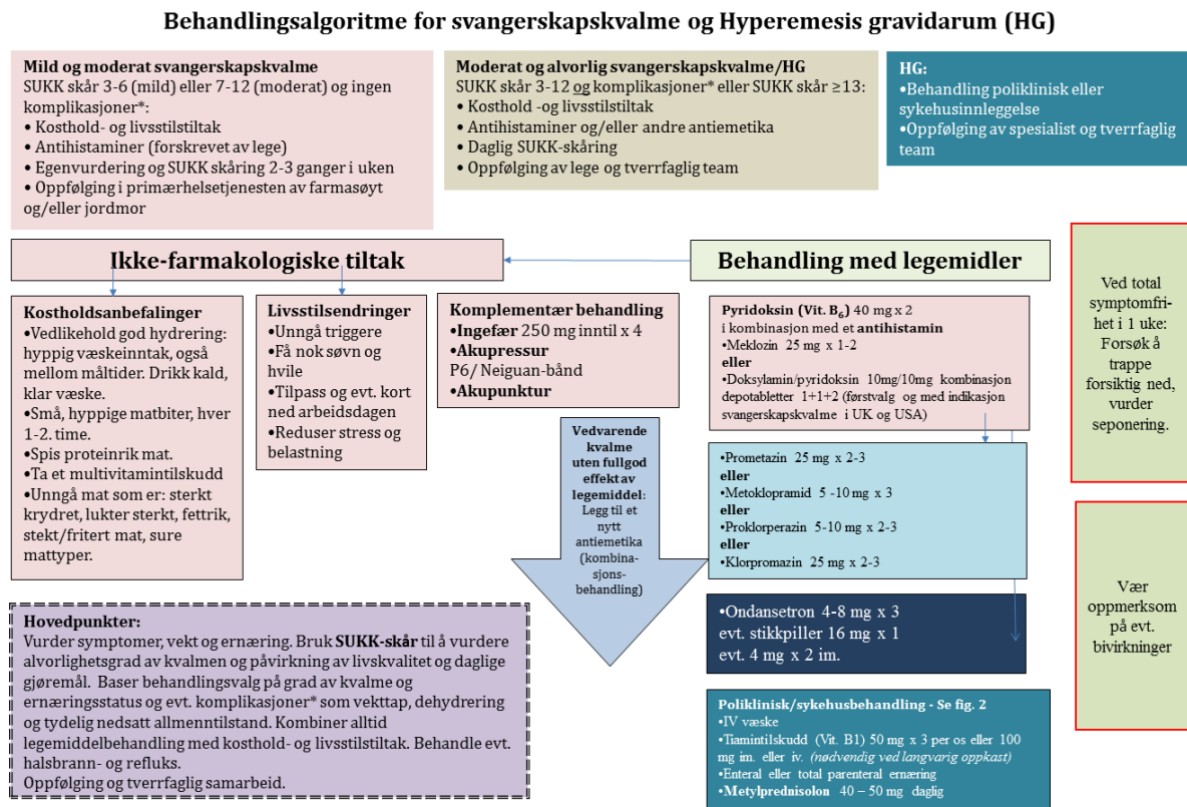 Behandlingsalgoritme for svangerskapskvalme og Hyperemesis gravidarum (HG)
Mild og moderat svangerskapskvalme
SUKK skår 3-6 (mild) eller 7-12 (moderat) og ingen
komplikasjoner*:
• Kosthold- og livsstilstiltak
• Antihistaminer (forskrevet av lege)
• Egenvurdering og SUKK skåring 2-3 ganger i uken
• Oppfølging i primærhelsetjenesten av farmasøyt
og/eller jordmor
Moderat og alvorlig svangerskapskvalme/HG
SUKK skår 3-12 og komplikasjoner* eller SUKK skår ≥13:
• Kosthold -og livsstilstiltak
• Antihistaminer og/eller andre antiemetika
• Daglig SUKK-skåring
• Oppfølging av lege og tverrfaglig team
HG:
•Behandling poliklinisk eller
sykehusinnleggelse
•Oppfølging av spesialist og tverrfaglig
team
Ikke-farmakologiske tiltak
Behandling med legemidler
Kostholdsanbefalinger
•Vedlikehold god hydrering:
hyppig væskeinntak, også
mellom måltider. Drikk kald,
klar væske.
•Små, hyppige matbiter, hver
1-2. time.
•Spis proteinrik mat.
•Ta et multivitamintilskudd
•Unngå mat som er: sterkt
krydret, lukter sterkt, fettrik,
stekt/fritert mat, sure
mattyper.
Livsstilsendringer
•Unngå triggere
•Få nok søvn og
hvile
•Tilpass og evt. kort
ned arbeidsdagen
•Reduser stress og
belastning
Komplementær behandling
•Ingefær 250 mg inntil x 4
•Akupressur
P6/ Neiguan-bånd
•Akupunktur
Vedvarende
kvalme
uten fullgod
effekt av
legemiddel:
Legg til et
nytt
antiemetika
(kombina-
sjons-
behandling)
Pyridoksin (Vit. B6) 40 mg x 2
i kombinasjon med et antihistamin
•Meklozin 25 mg x 1-2
eller
•Doksylamin/pyridoksin 10mg/10mg kombinasjon
depotabletter 1+1+2 (førstvalg og med indikasjon
svangerskapskvalme i UK og USA)
•Prometazin 25 mg x 2-3
eller
•Metoklopramid 5 -10 mg x 3
eller
•Proklorperazin 5-10 mg x 2-3
eller
•Klorpromazin 25 mg x 2-3
•Ondansetron 4-8 mg x 3
evt. stikkpiller 16 mg x 1
evt. 4 mg x 2 im.
Poliklinisk/sykehusbehandling - Se fig. 2
•IV væske
•Tiamintilskudd (Vit. B1) 50 mg x 3 per os eller 100
mg im. eller iv. (nødvendig ved langvarig oppkast)
•Enteral eller total parenteral ernæring
•Metylprednisolon 40 – 50 mg daglig
Ved total
symptomfri-
het i 1 uke:
Forsøk å
trappe
forsiktig ned,
vurder
seponering.
Vær
oppmerksom
på evt.
bivirkninger
Hovedpunkter:
Vurder symptomer, vekt og ernæring. Bruk SUKK-skår til å vurdere
alvorlighetsgrad av kvalmen og påvirkning av livskvalitet og daglige
gjøremål. Baser behandlingsvalg på grad av kvalme og
ernæringsstatus og evt. komplikasjoner* som vekttap, dehydrering
og tydelig nedsatt allmenntilstand. Kombiner alltid
legemiddelbehandling med kosthold- og livsstilstiltak. Behandle evt.
halsbrann- og refluks.
Oppfølging og tverrfaglig samarbeid.